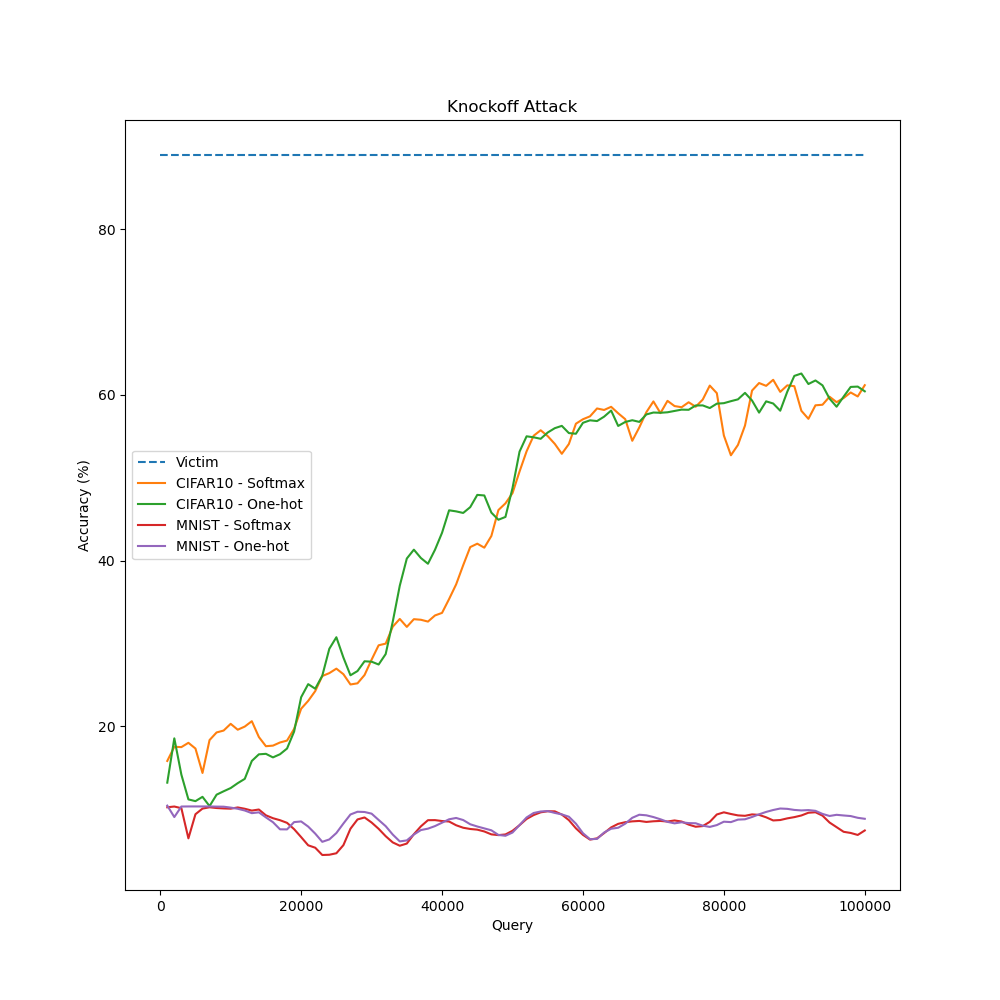 Knockoff Attack
Accuracy (%)
80
60
40
20
Victim
CIFAR10 - Softmax
CIFAR10 - One-hot
MNIST - Softmax
MNIST - One-hot
0 20000 40000 60000 80000 100000
Query